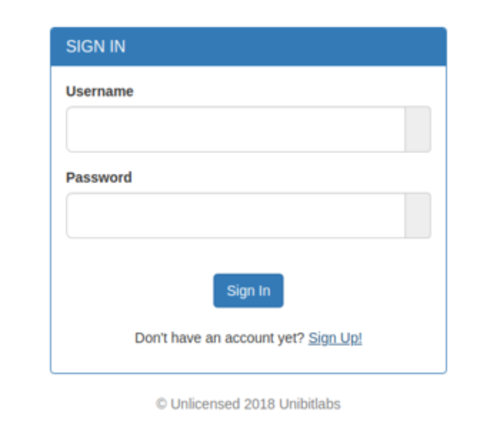 SIGN IN
Username
Password
Sign In
Don't have an account yet? Sign Up!
© Unlicensed 2018 Unibitlabs